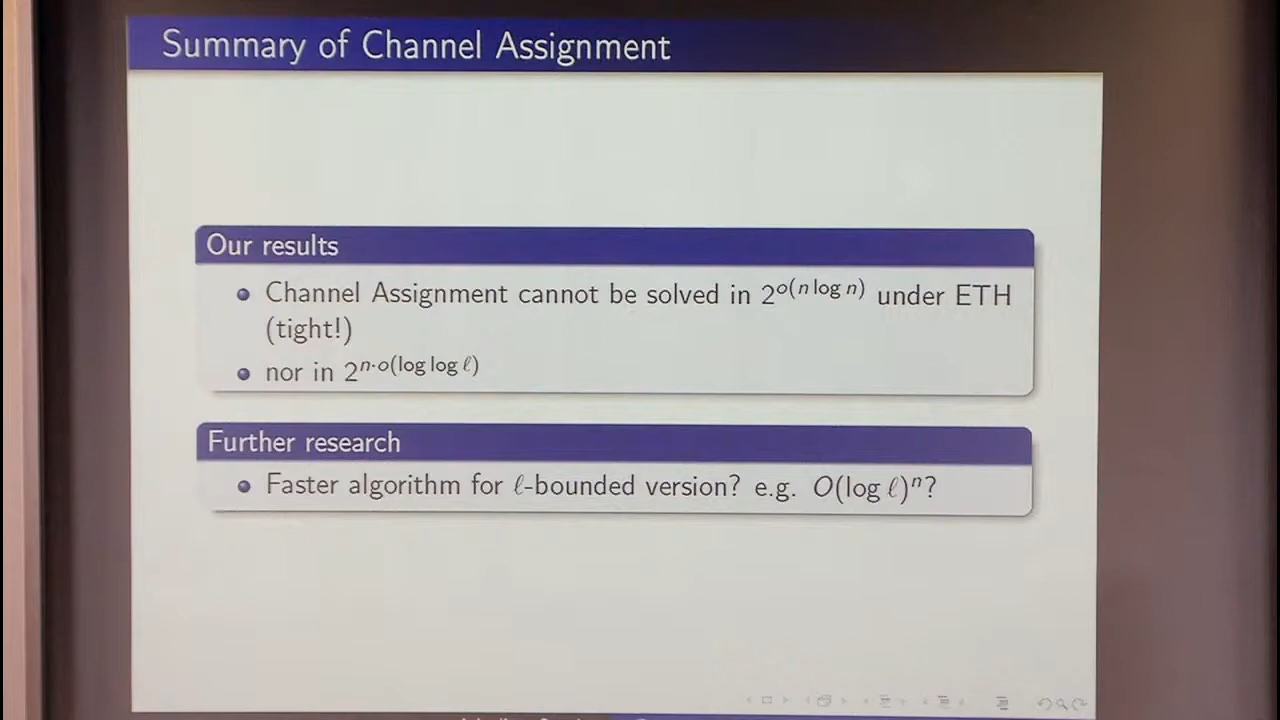 Summary of Channel Assignment
Our results
Channel Assignment cannot be solved in 2^{o(n log n)} under ETH
(tight!)
nor in 2^{n·o(log log ℓ)}
Further research
Faster algorithm for ℓ-bounded version? e.g. O(log ℓ)^n?